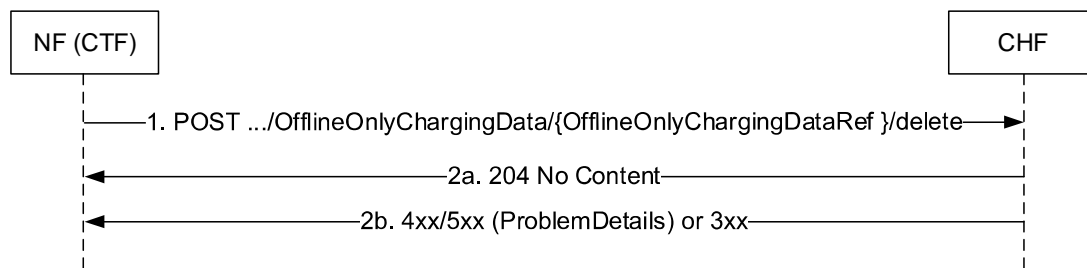 NF (CTF)
CHF
1. POST .../OfflineOnlyChargingData/{OfflineOnlyChargingDataRef }/delete
2a. 204 No Content
2b. 4xx/5xx (ProblemDetails) or 3xx